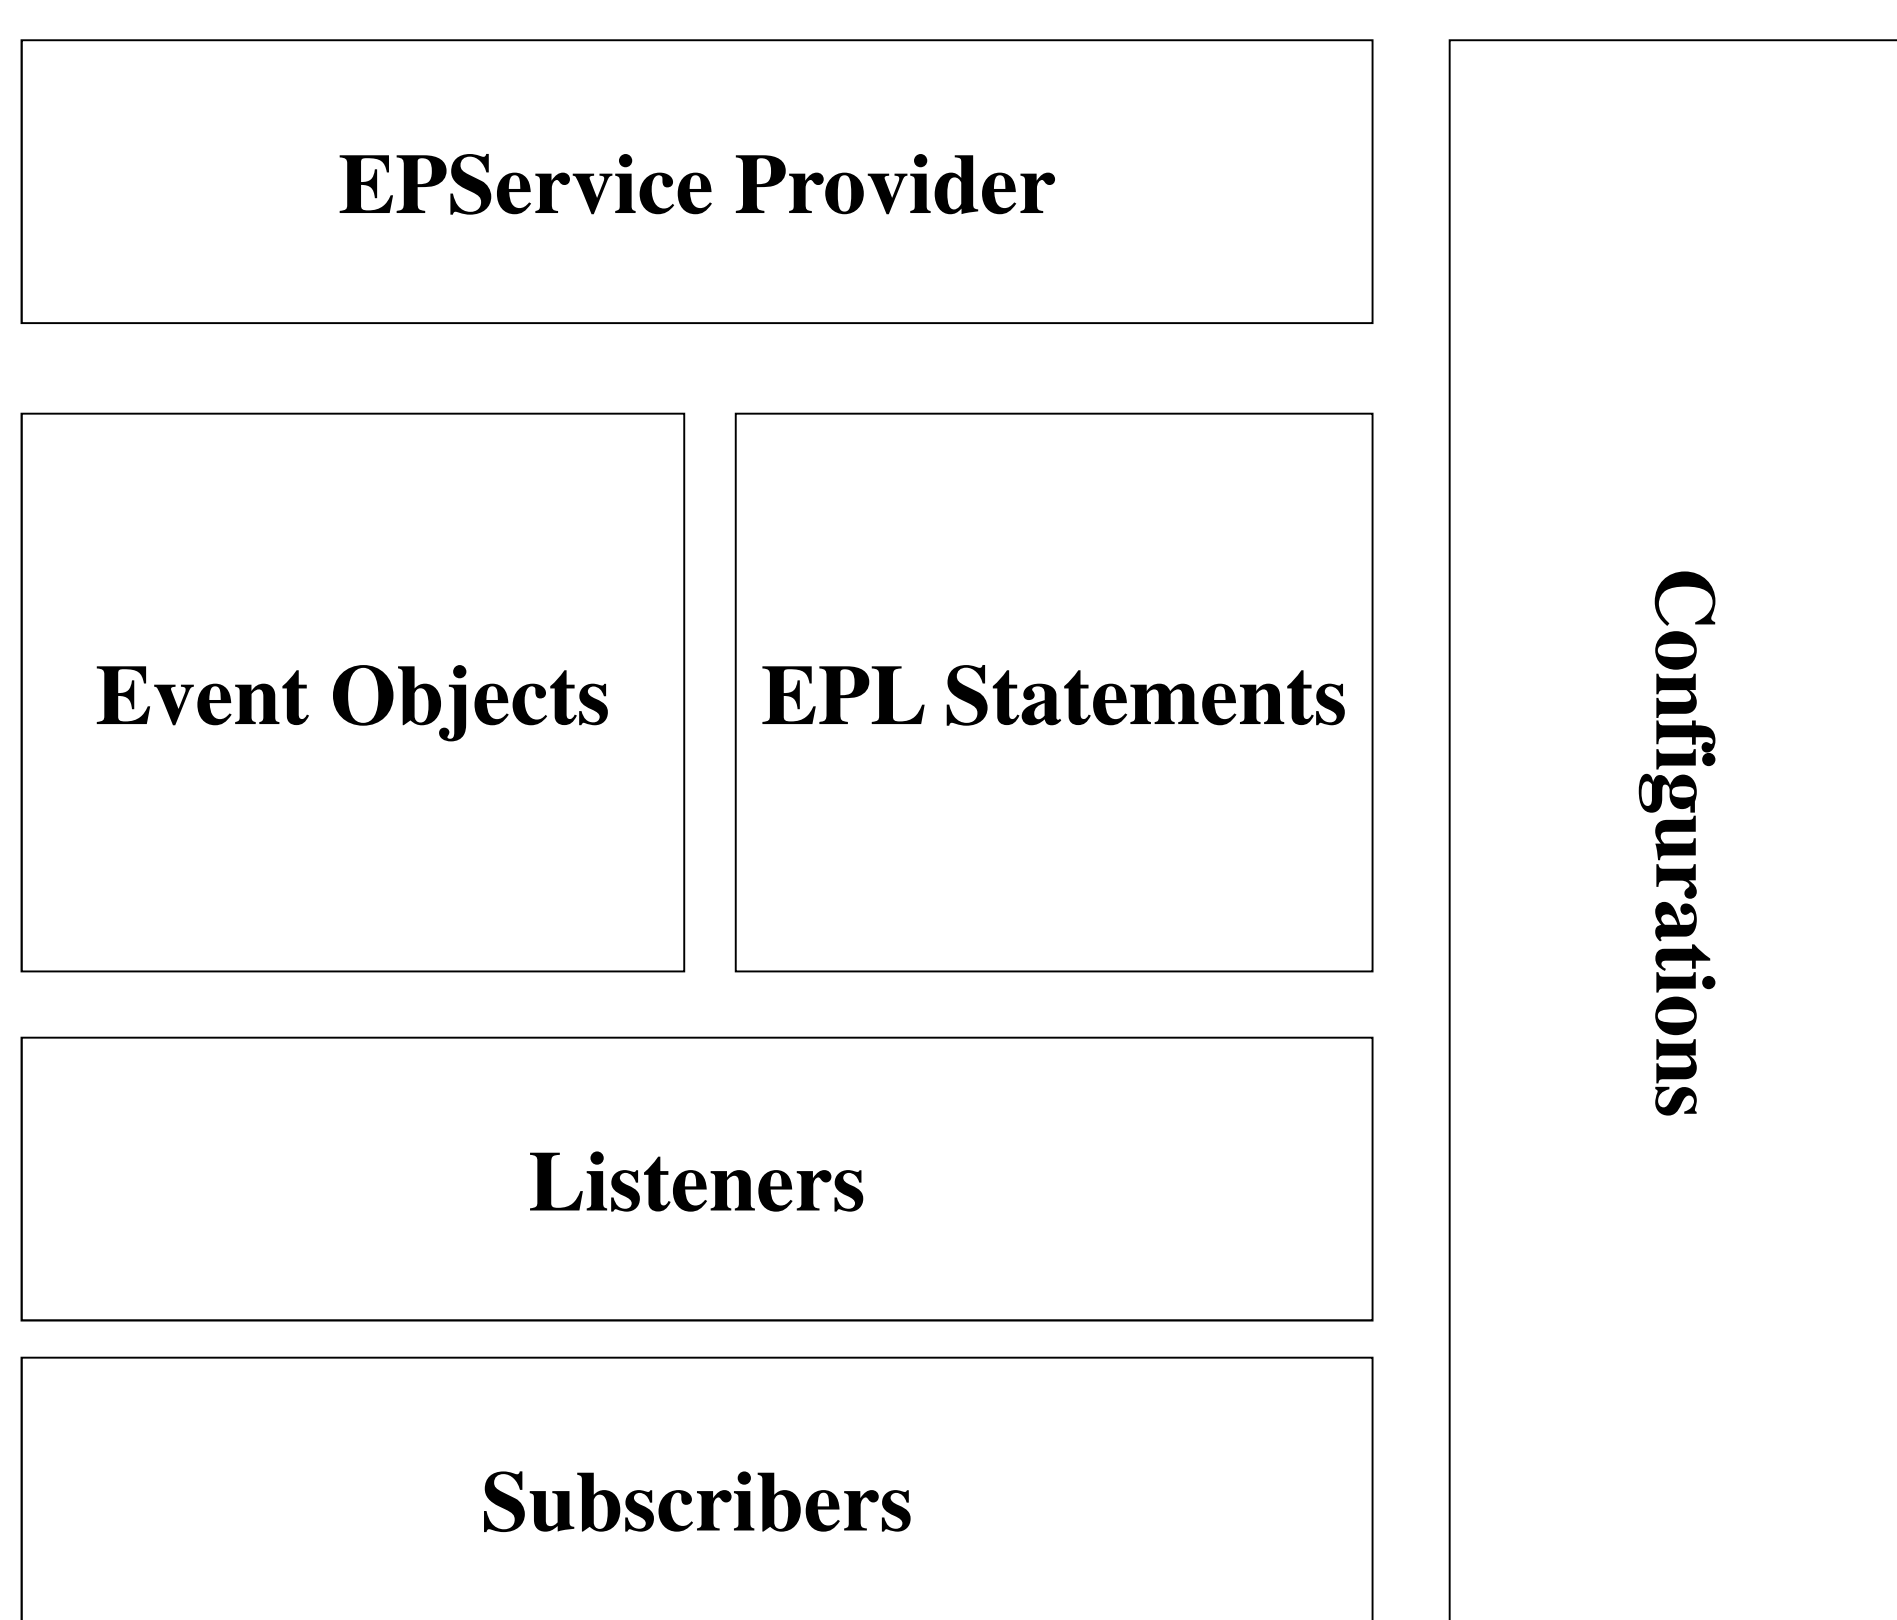 EPService Provider
Event Objects
EPL Statements
Configurations
Listeners
Subscribers